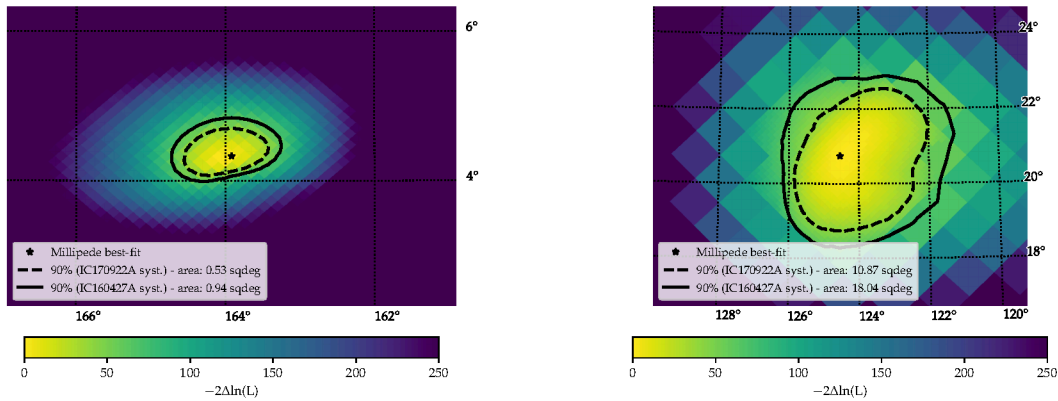 6°
4°
Millipede best-fit
90% (IC170922A syst.) - area: 0.53 sqdeg
90% (IC160427A syst.) - area: 0.94 sqdeg
166° 164° 162°
0 50 100 150 200 250
−2Δln(L)
24°
22°
20°
18°
Millipede best-fit
90% (IC170922A syst.) - area: 10.87 sqdeg
90% (IC160427A syst.) - area: 18.04 sqdeg
128° 126° 124° 122° 120°
0 50 100 150 200 250
−2Δln(L)